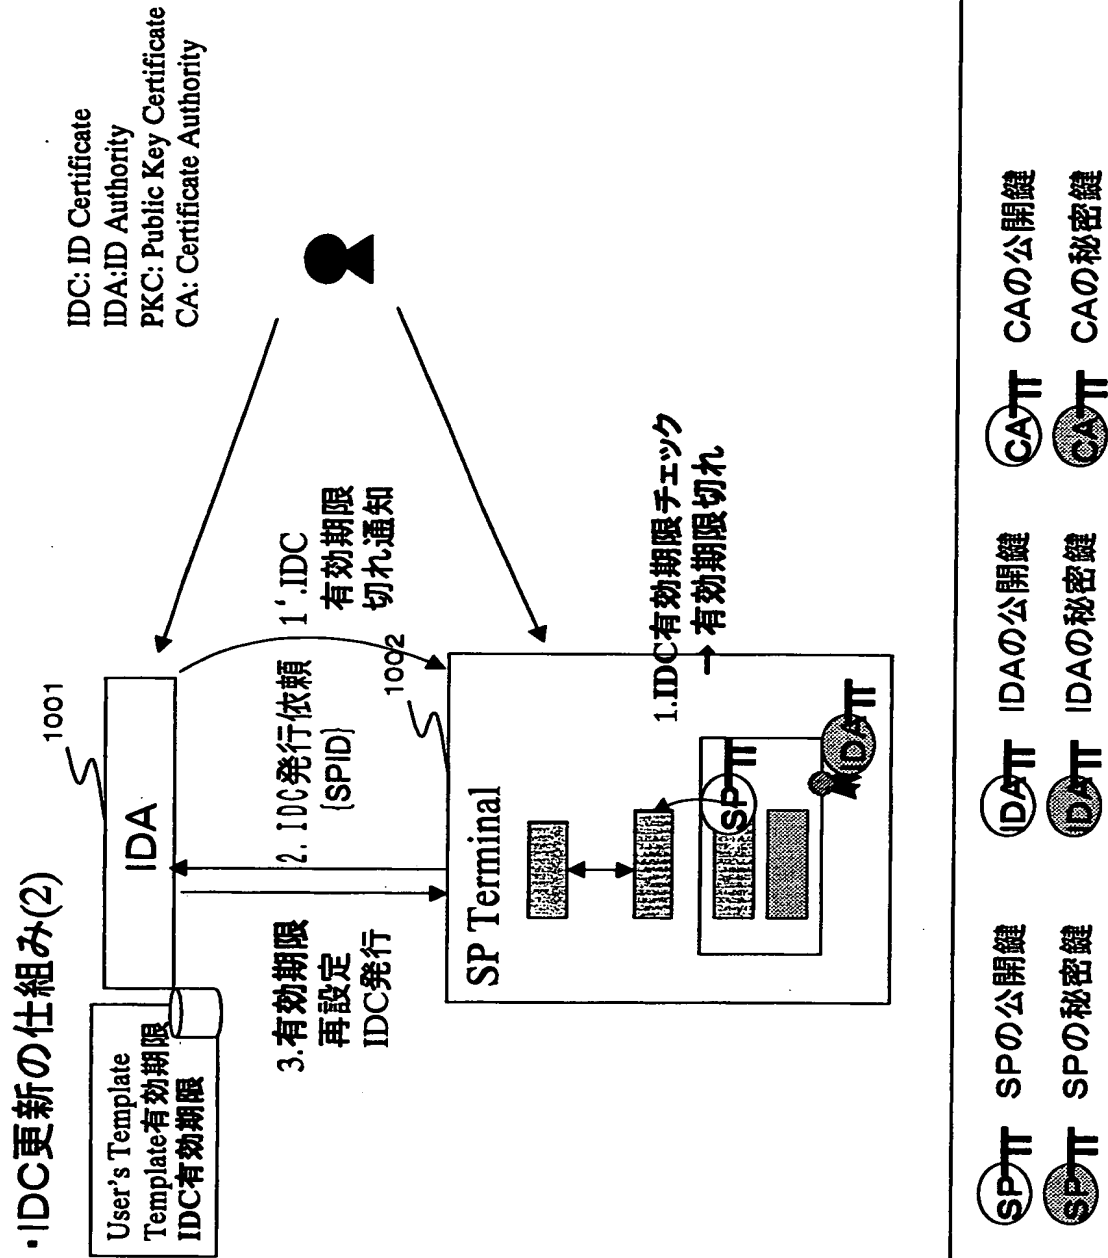 ・IDC更新の仕組み(2)
IDC: ID Certificate
IDA:ID Authority
PKC: Public Key Certificate
CA: Certificate Authority
User's Template
Template有効期限
IDC有効期限
IDA
1001
3.有効期限
再設定
IDC発行
2.IDC発行依頼
{SPID}
1'.IDC
有効期限
切れ通知
1002
SP Terminal
1.IDC有効期限チェック
→有効期限切れ
SP
IDA
SP SPの公開鍵
IDA IDAの公開鍵
CA CAの公開鍵
SP SPの秘密鍵
IDA IDAの秘密鍵
CA CAの秘密鍵